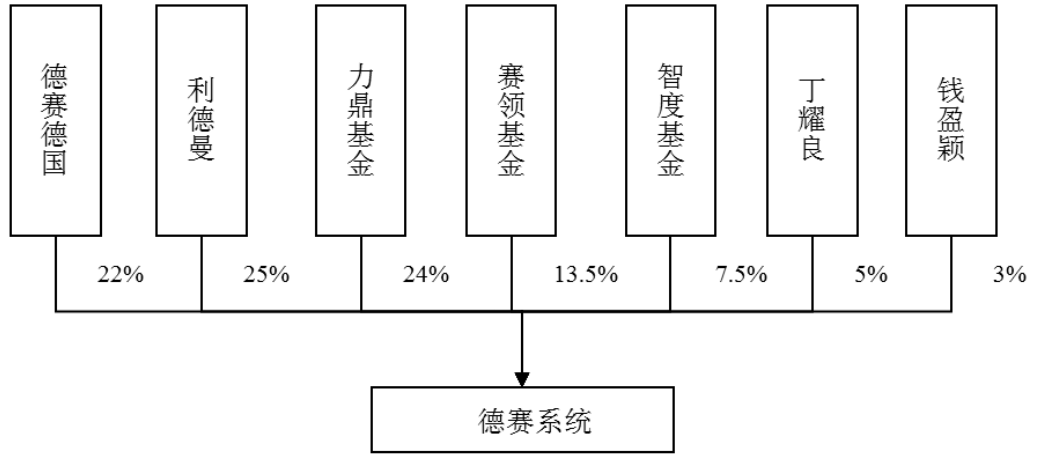 德赛德国
利德曼
力鼎基金
赛领基金
智度基金
丁耀良
钱盈颖
22%
25%
24%
13.5%
7.5%
5%
3%
德赛系统